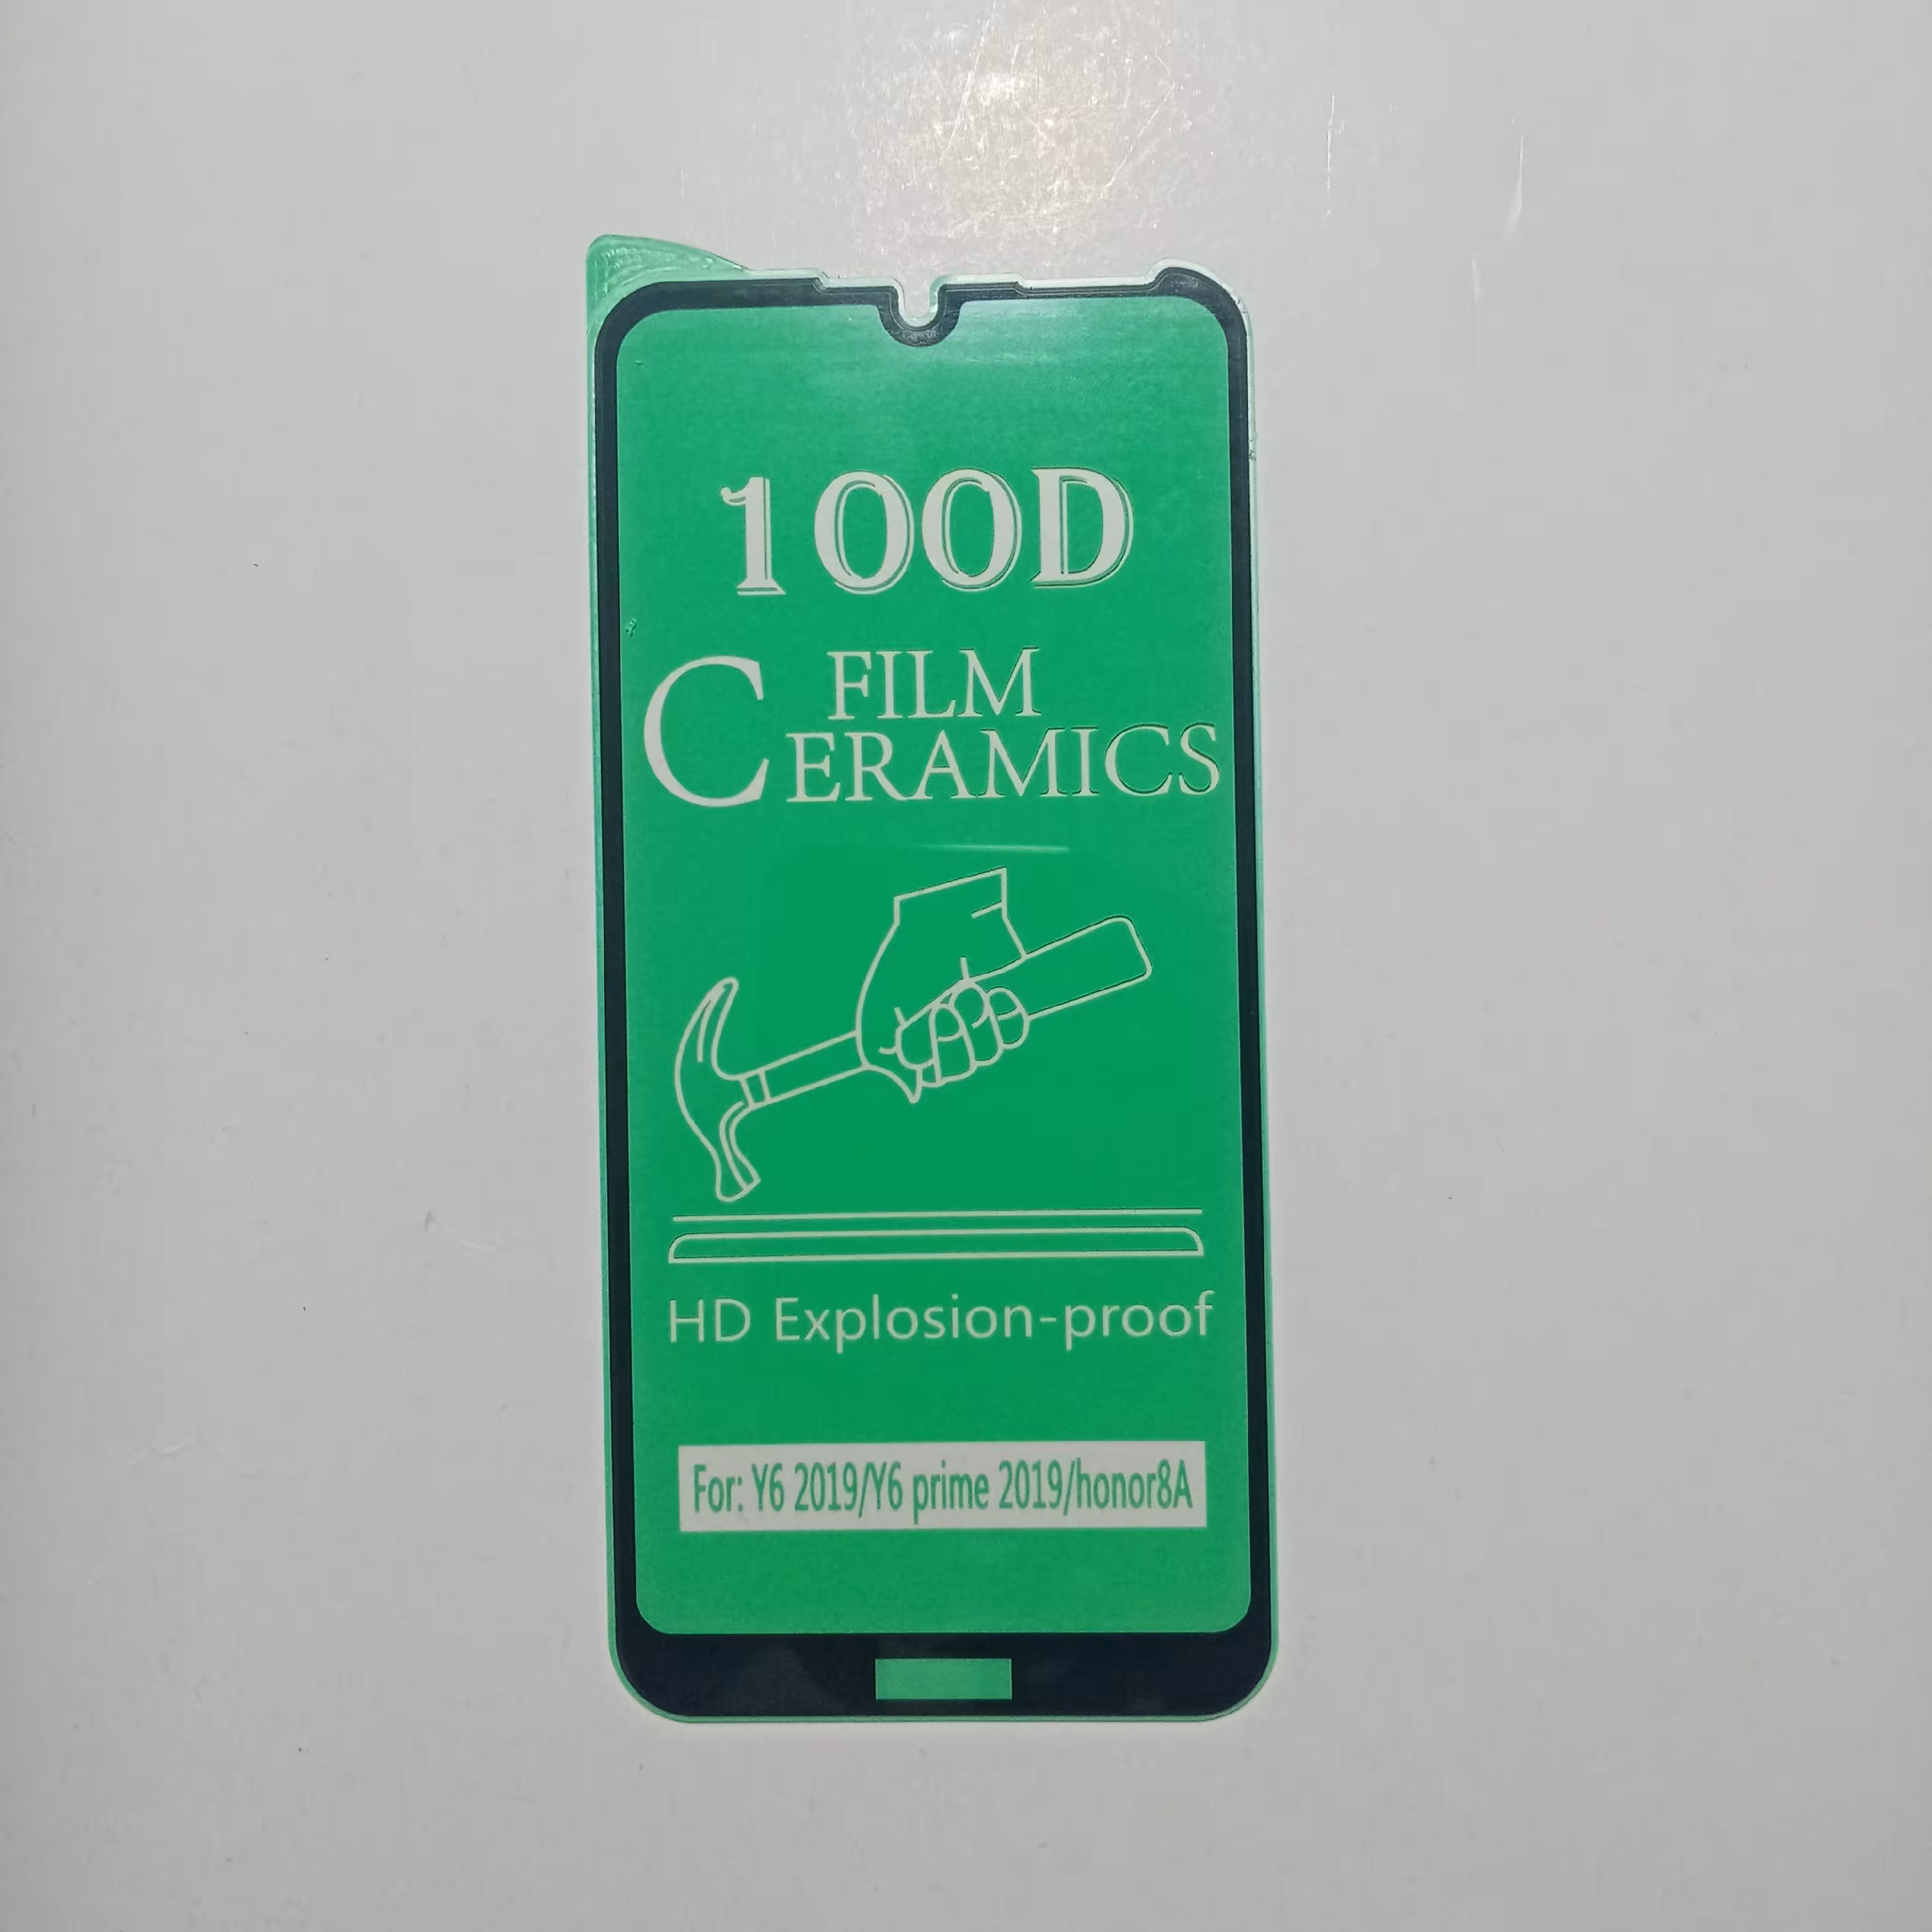 100D
FILM
CERAMICS
HD Explosion-proof
For: Y6 2019/Y6 prime 2019/honor8A